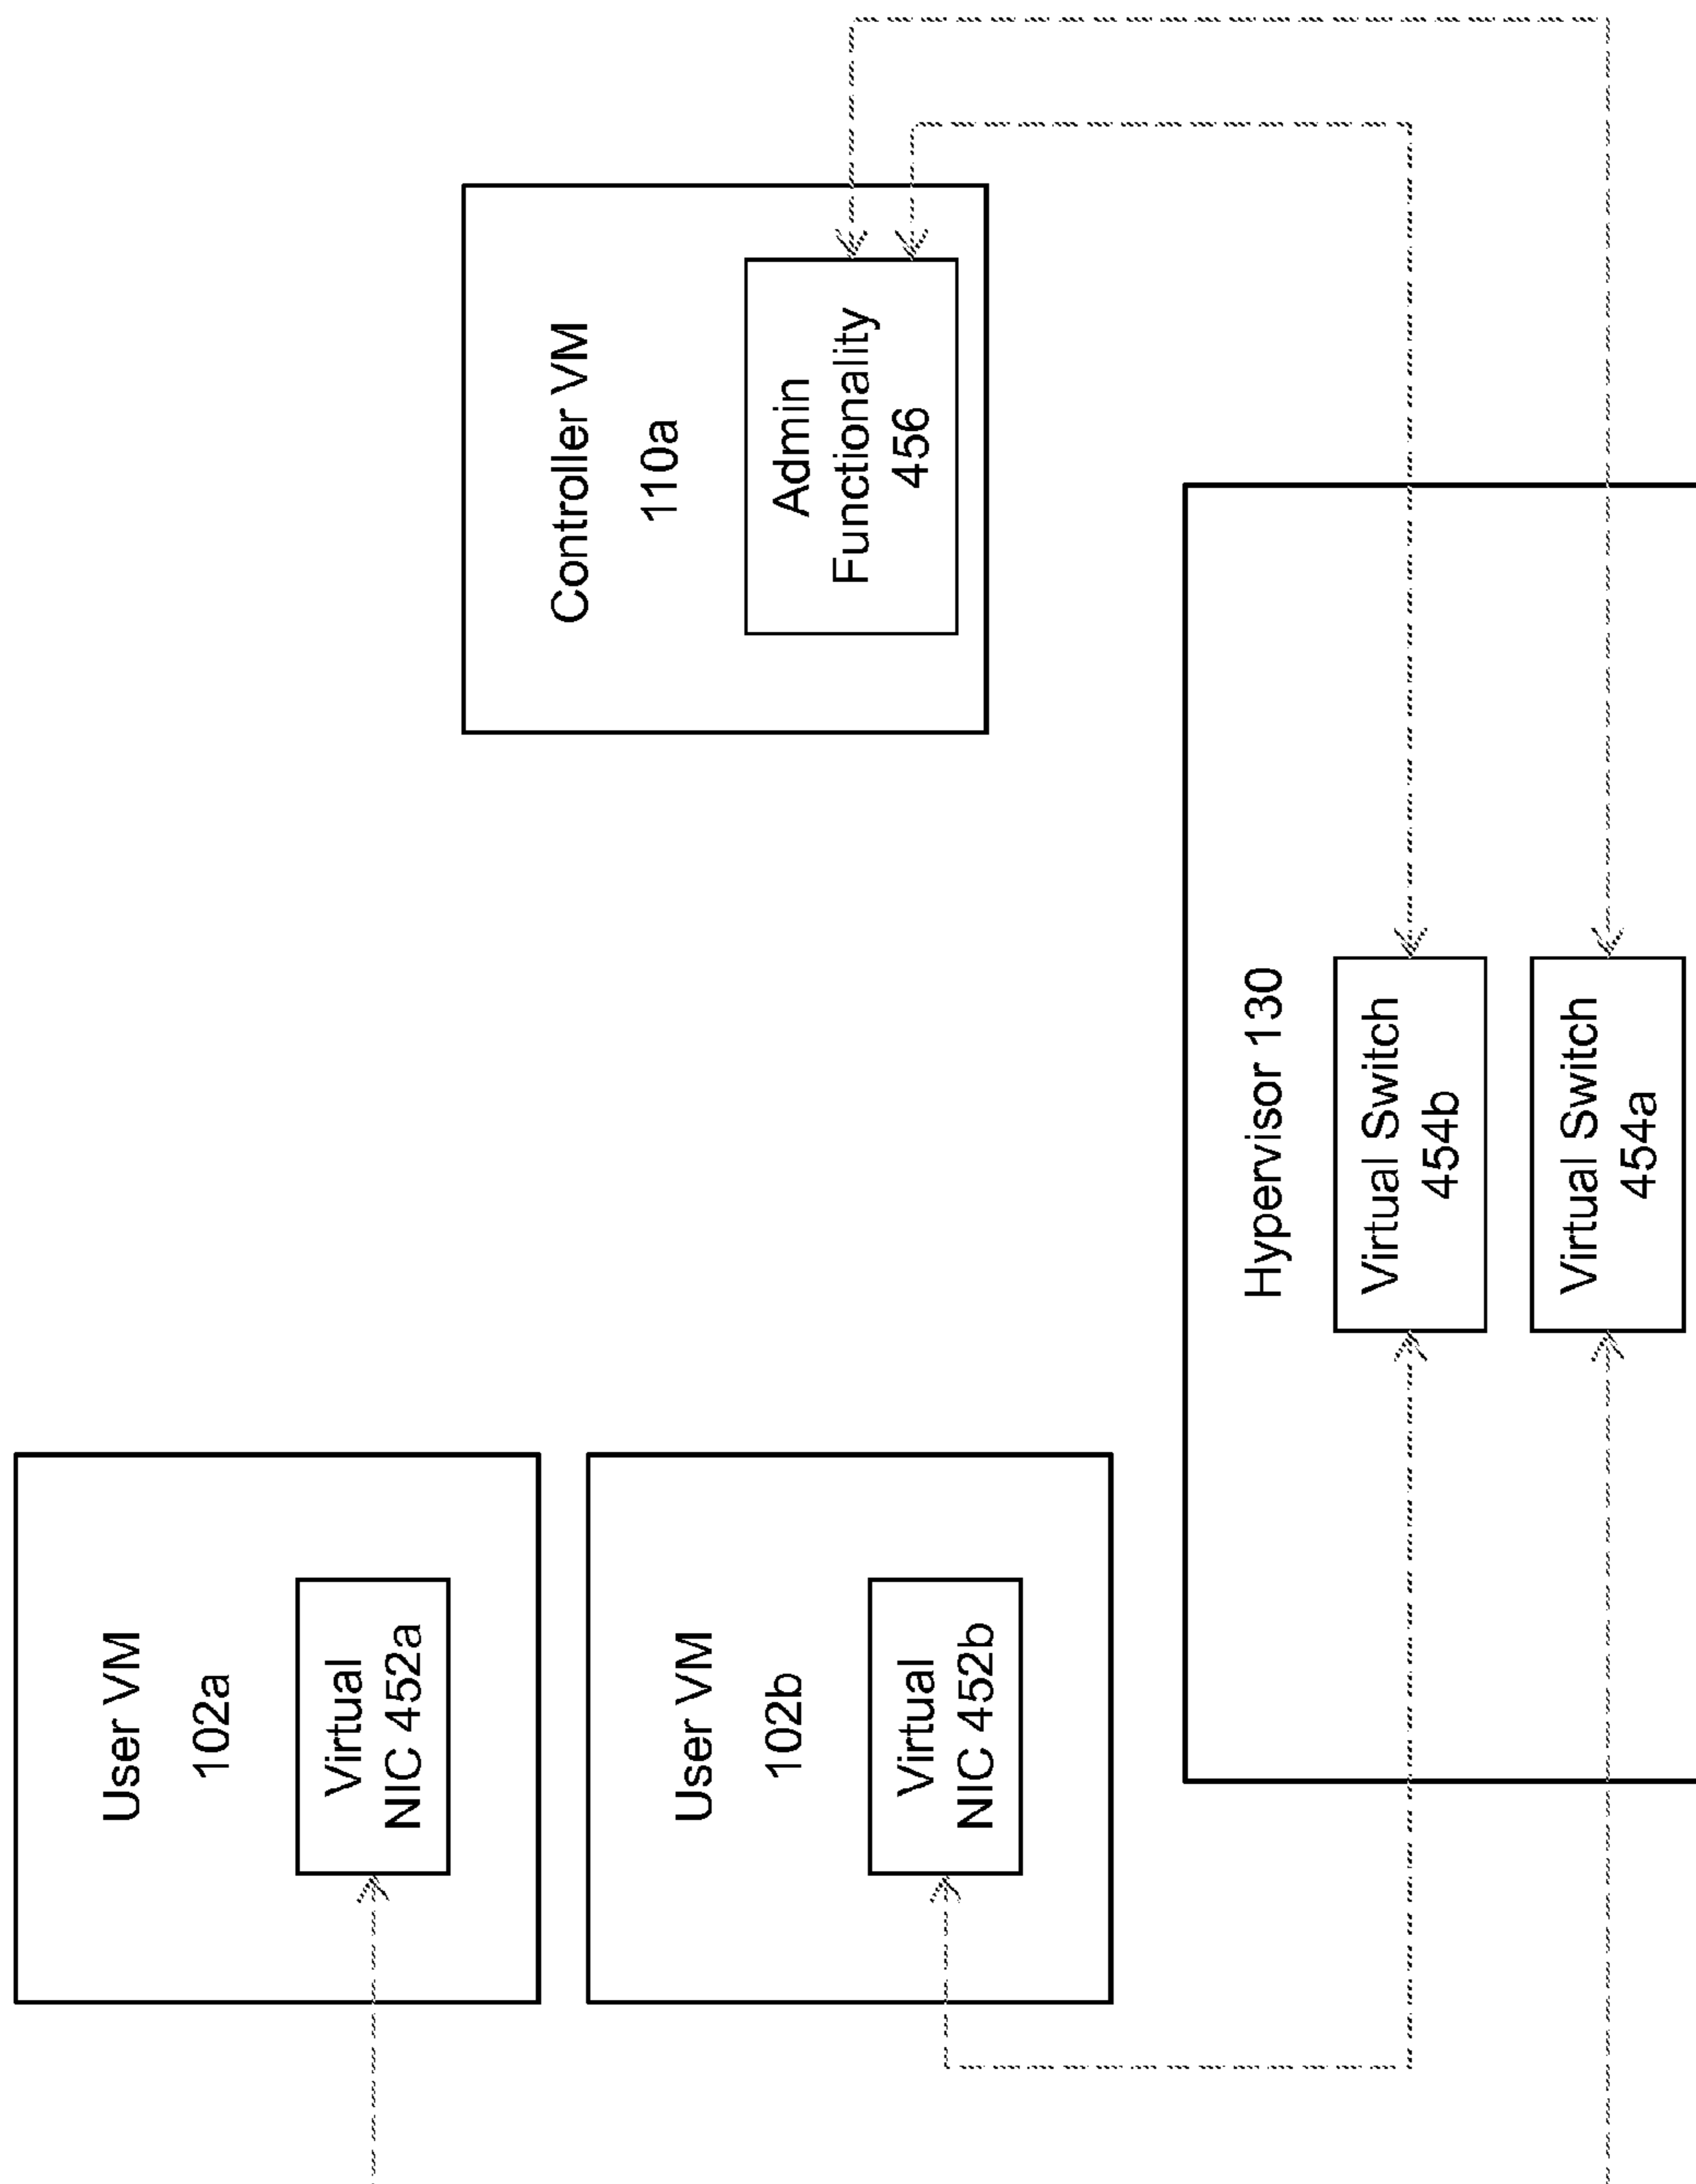 User VM
102a
Virtual
NIC 452a
User VM
102b
Virtual
NIC 452b
Controller VM
110a
Admin
Functionality
456
Hypervisor 130
Virtual Switch
454b
Virtual Switch
454a